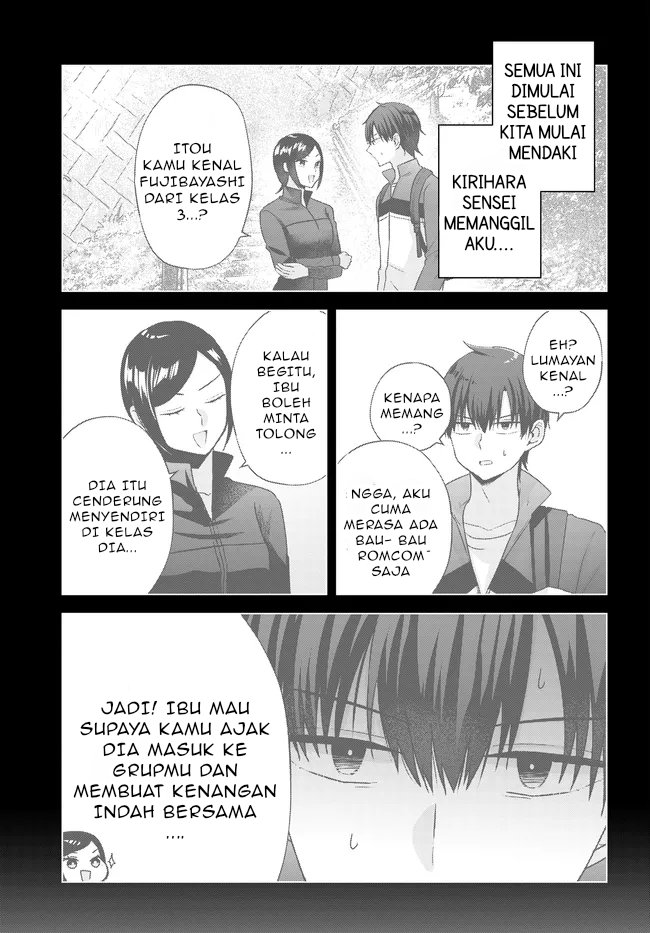 SEMUA INI
DIMULAI
SEBELUM
KITA MULAI
MENDAKI
KIRIHARA
SENSEI
MEMANGGIL
AKU....
ITOU
KAMU KENAL
FUJIBAYASHI
DARI KELAS
3...?
EH?
LUMAYAN
KENAL
...?
KENAPA
MEMANG
...?
NGGA, AKU
CUMA
MERASA ADA
BAU- BAU
ROMCOM
SAJA
KALAU
BEGITU,
IBU
BOLEH
MINTA
TOLONG
...
DIA ITU
CENDERUNG
MENYENDIRI
DI KELAS
DIA...
JADI! IBU MAU
SUPAYA KAMU AJAK
DIA MASUK KE
GRUPMU DAN
MEMBUAT KENANGAN
INDAH BERSAMA
....